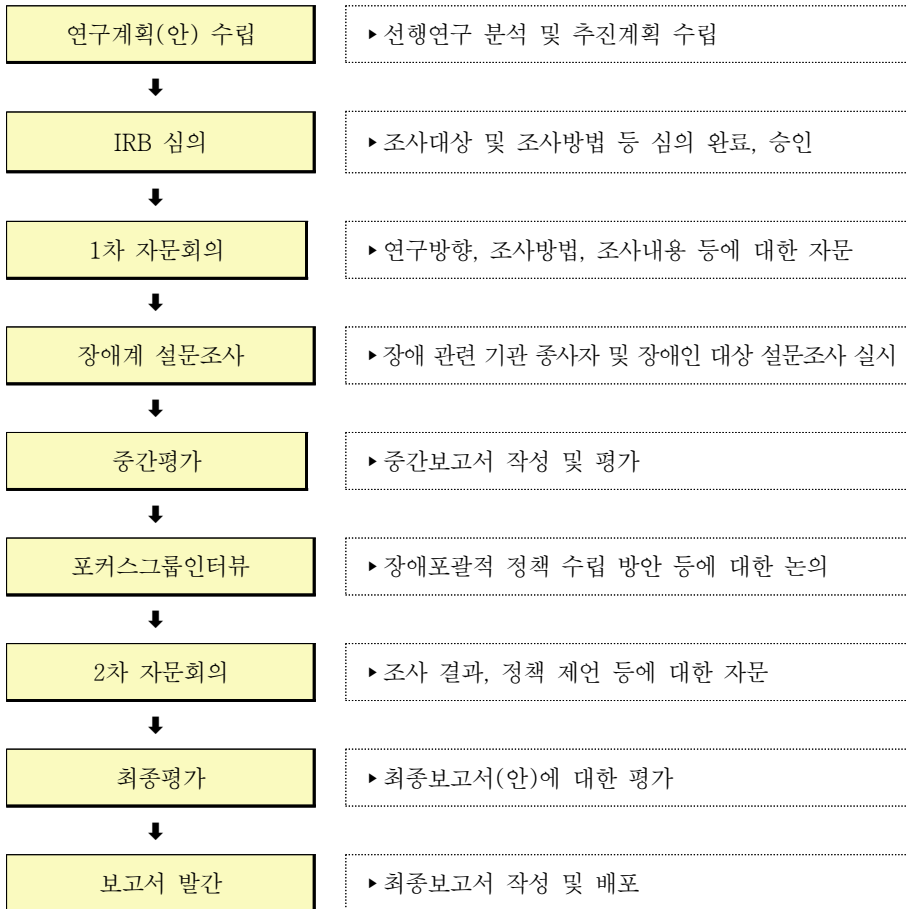 연구계획(안) 수립
▸선행연구 분석 및 추진계획 수립
IRB 심의
▸조사대상 및 조사방법 등 심의 완료, 승인
1차 자문회의
▸연구방향, 조사방법, 조사내용 등에 대한 자문
장애계 설문조사
▸장애 관련 기관 종사자 및 장애인 대상 설문조사 실시
중간평가
▸중간보고서 작성 및 평가
포커스그룹인터뷰
▸장애포괄적 정책 수립 방안 등에 대한 논의
2차 자문회의
▸조사 결과, 정책 제언 등에 대한 자문
최종평가
▸최종보고서(안)에 대한 평가
보고서 발간
▸최종보고서 작성 및 배포